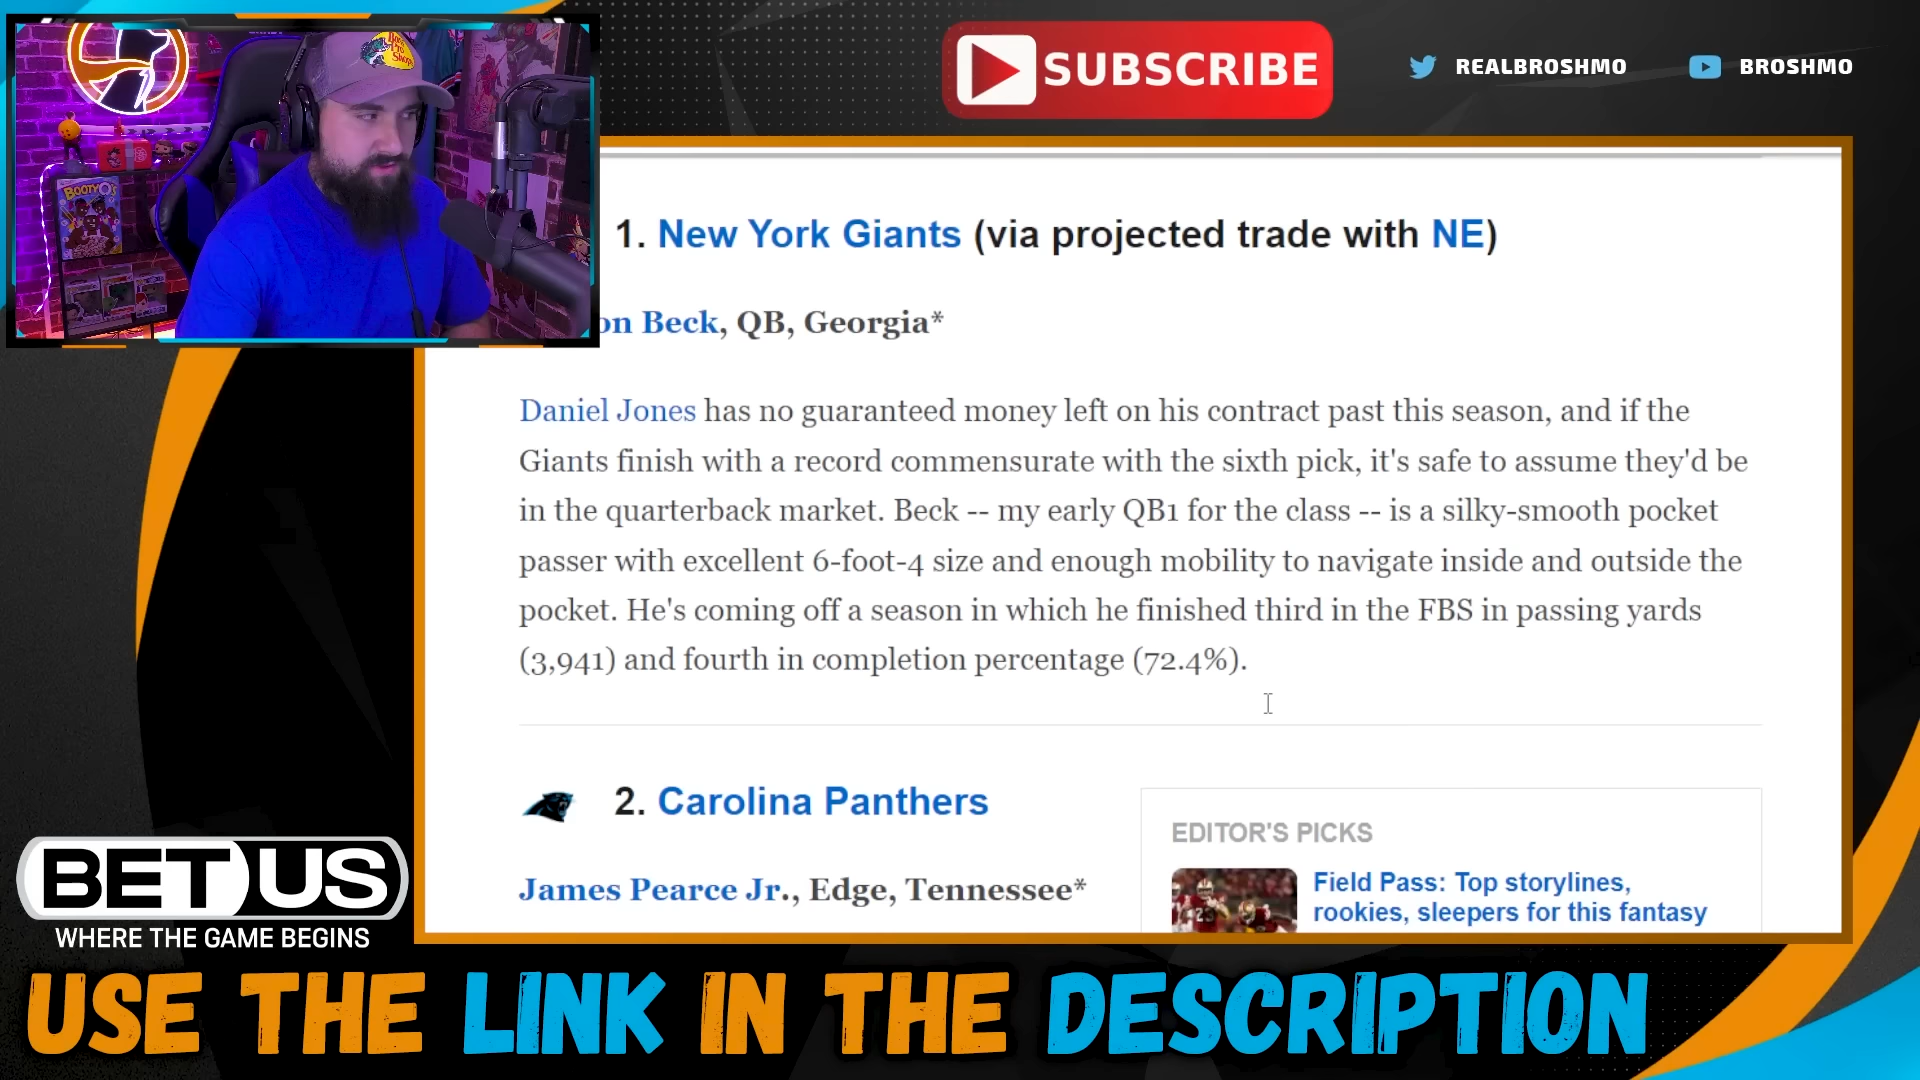 Bass Pro Shops
BOOTY O's
SUBSCRIBE
REALBROSHMO
BROSHMO
1. New York Giants (via projected trade with NE)
on Beck, QB, Georgia*
Daniel Jones has no guaranteed money left on his contract past this season, and if the
Giants finish with a record commensurate with the sixth pick, it's safe to assume they'd be
in the quarterback market. Beck -- my early QB1 for the class -- is a silky-smooth pocket
passer with excellent 6-foot-4 size and enough mobility to navigate inside and outside the
pocket. He's coming off a season in which he finished third in the FBS in passing yards
(3,941) and fourth in completion percentage (72.4%).
2. Carolina Panthers
James Pearce Jr., Edge, Tennessee*
EDITOR'S PICKS
Field Pass: Top storylines,
rookies, sleepers for this fantasy
BETUS
WHERE THE GAME BEGINS
USE THE LINK IN THE DESCRIPTION